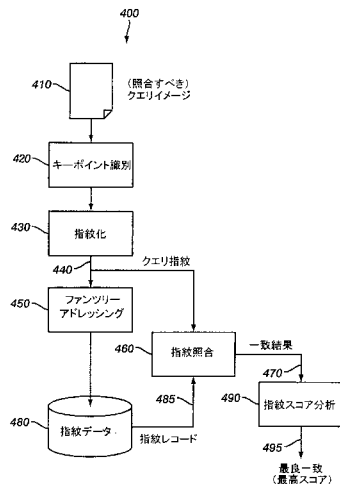 400
410
(照合すべき)
クエリイメージ
420
キーポイント識別
430
指紋化
440
クエリ指紋
450
ファンツリー
アドレッシング
460
指紋照合
一致結果
470
480
指紋データ
485
指紋レコード
490
指紋スコア分析
495
最良一致
(最高スコア)